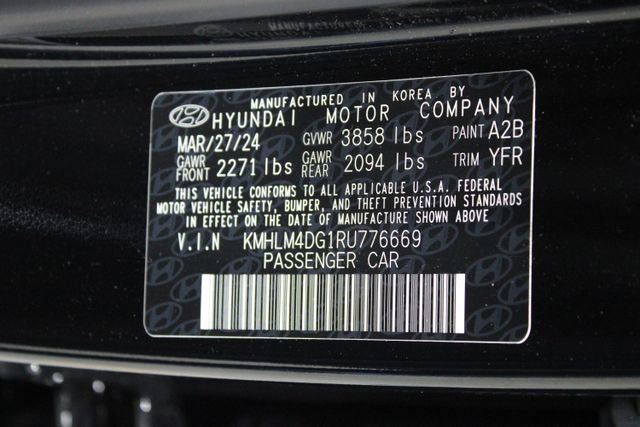 MANUFACTURED IN KOREA BY
HYUNDAI MOTOR COMPANY
MAR/27/24 GVWR 3858 lbs PAINT A2B
GAWR FRONT 2271 lbs GAWR REAR 2094 lbs TRIM YFR
THIS VEHICLE CONFORMS TO ALL APPLICABLE U.S.A. FEDERAL
MOTOR VEHICLE SAFETY, BUMPER, AND THEFT PREVENTION STANDARDS
IN EFFECT ON THE DATE OF MANUFACTURE SHOWN ABOVE
V.I.N KMHLM4DG1RU776669
PASSENGER CAR